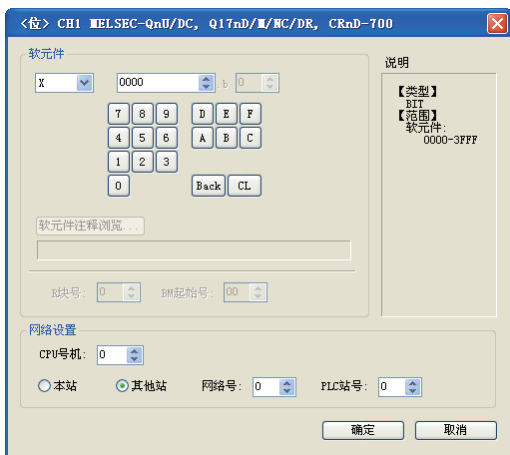 <位> CH1 MELSEC-QnU/DC, Q17nD/M/NC/DR, CRnD-700
软元件
X 0000 . b 0
7 8 9 D E F
4 5 6 A B C
1 2 3
0 Back CL
软元件注释浏览...
R块号: 0 BM起始号: 00
说明
【类型】
BIT
【范围】
软元件:
0000-3FFF
网络设置
CPU号机: 0
本站 其他站 网络号: 0 PLC站号: 0
确定 取消